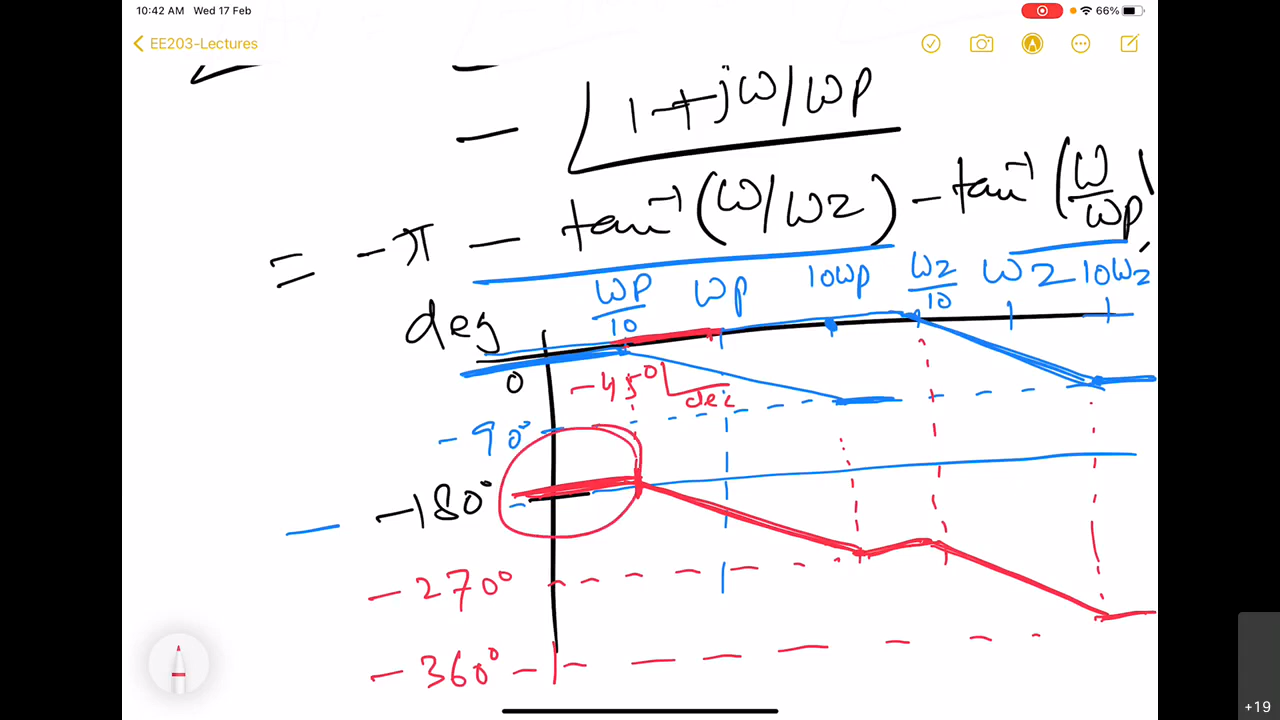 10:42 AM Wed 17 Feb
66%
EE203-Lectures
− ∠1+jω/ωp
= −π − tan⁻¹(ω/ωz) − tan⁻¹(ω/ωp)
deg ωp/10 ωp 10ωp ωz/10 ωz 10ωz
0
−45°/dec
−90°
−180°
−270°
−360°
+19